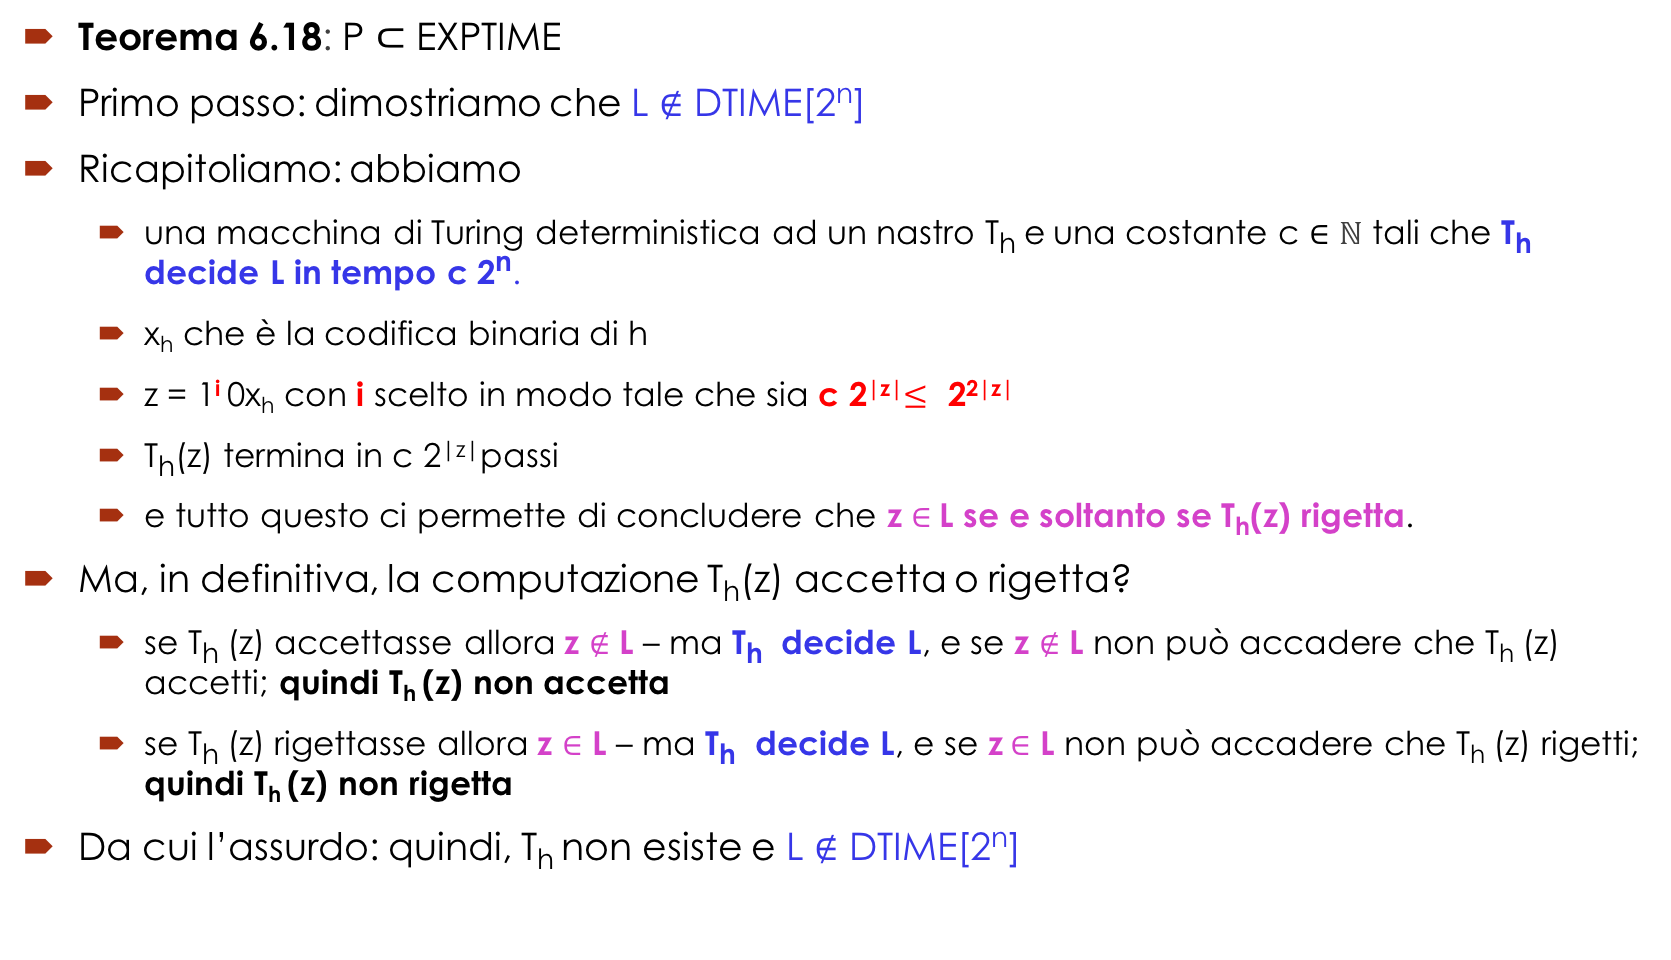 Teorema 6.18: P ⊂ EXPTIME
Primo passo: dimostriamo che L ∉ DTIME[2ⁿ]
Ricapitoliamo: abbiamo
una macchina di Turing deterministica ad un nastro Tₕ e una costante c ∈ ℕ tali che Tₕ
decide L in tempo c 2ⁿ.
xₕ che è la codifica binaria di h
z = 1ⁱ 0xₕ con i scelto in modo tale che sia c 2^|z| ≤ 2^2|z|
Tₕ(z) termina in c 2^|z| passi
e tutto questo ci permette di concludere che z ∈ L se e soltanto se Tₕ(z) rigetta.
Ma, in definitiva, la computazione Tₕ(z) accetta o rigetta?
se Tₕ (z) accettasse allora z ∉ L – ma Tₕ decide L, e se z ∉ L non può accadere che Tₕ (z)
accetti; quindi Tₕ (z) non accetta
se Tₕ (z) rigettasse allora z ∈ L – ma Tₕ decide L, e se z ∈ L non può accadere che Tₕ (z) rigetti;
quindi Tₕ (z) non rigetta
Da cui l’assurdo: quindi, Tₕ non esiste e L ∉ DTIME[2ⁿ]